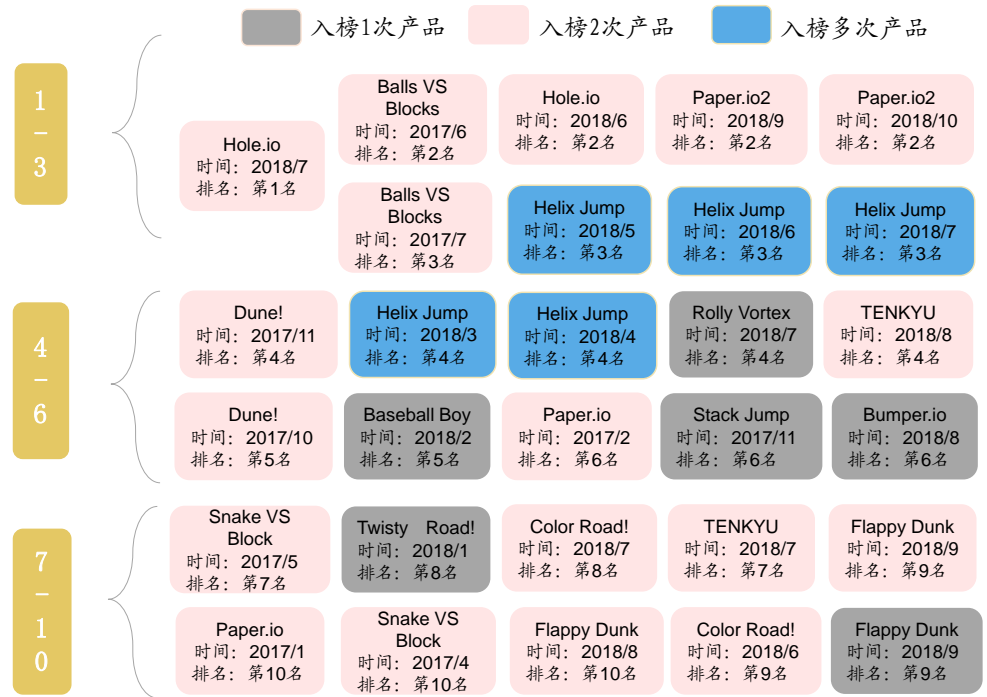 入榜1次产品
入榜2次产品
入榜多次产品
1
–
3
Hole.io
时间：2018/7
排名：第1名
Balls VS
Blocks
时间：2017/6
排名：第2名
Hole.io
时间：2018/6
排名：第2名
Paper.io2
时间：2018/9
排名：第2名
Paper.io2
时间：2018/10
排名：第2名
Balls VS
Blocks
时间：2017/7
排名：第3名
Helix Jump
时间：2018/5
排名：第3名
Helix Jump
时间：2018/6
排名：第3名
Helix Jump
时间：2018/7
排名：第3名
4
–
6
Dune!
时间：2017/11
排名：第4名
Helix Jump
时间：2018/3
排名：第4名
Helix Jump
时间：2018/4
排名：第4名
Rolly Vortex
时间：2018/7
排名：第4名
TENKYU
时间：2018/8
排名：第4名
Dune!
时间：2017/10
排名：第5名
Baseball Boy
时间：2018/2
排名：第5名
Paper.io
时间：2017/2
排名：第6名
Stack Jump
时间：2017/11
排名：第6名
Bumper.io
时间：2018/8
排名：第6名
7
–
1
0
Snake VS
Block
时间：2017/5
排名：第7名
Twisty Road!
时间：2018/1
排名：第8名
Color Road!
时间：2018/7
排名：第8名
TENKYU
时间：2018/7
排名：第7名
Flappy Dunk
时间：2018/9
排名：第9名
Paper.io
时间：2017/1
排名：第10名
Snake VS
Block
时间：2017/4
排名：第10名
Flappy Dunk
时间：2018/8
排名：第10名
Color Road!
时间：2018/6
排名：第9名
Flappy Dunk
时间：2018/9
排名：第9名